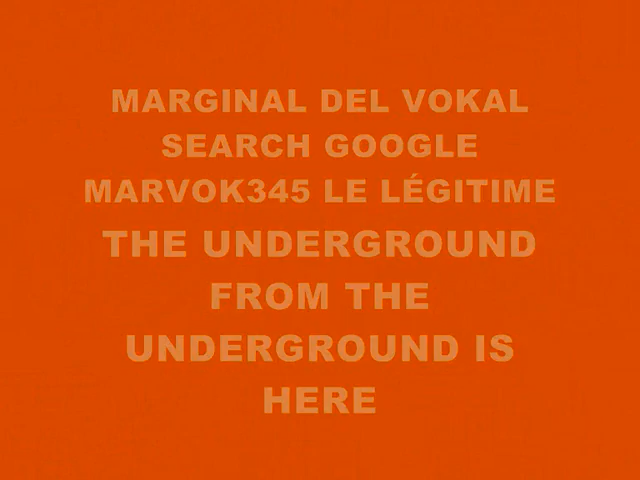 MARGINAL DEL VOKAL
SEARCH GOOGLE
MARVOK345 LE LÉGITIME
THE UNDERGROUND
FROM THE
UNDERGROUND IS
HERE